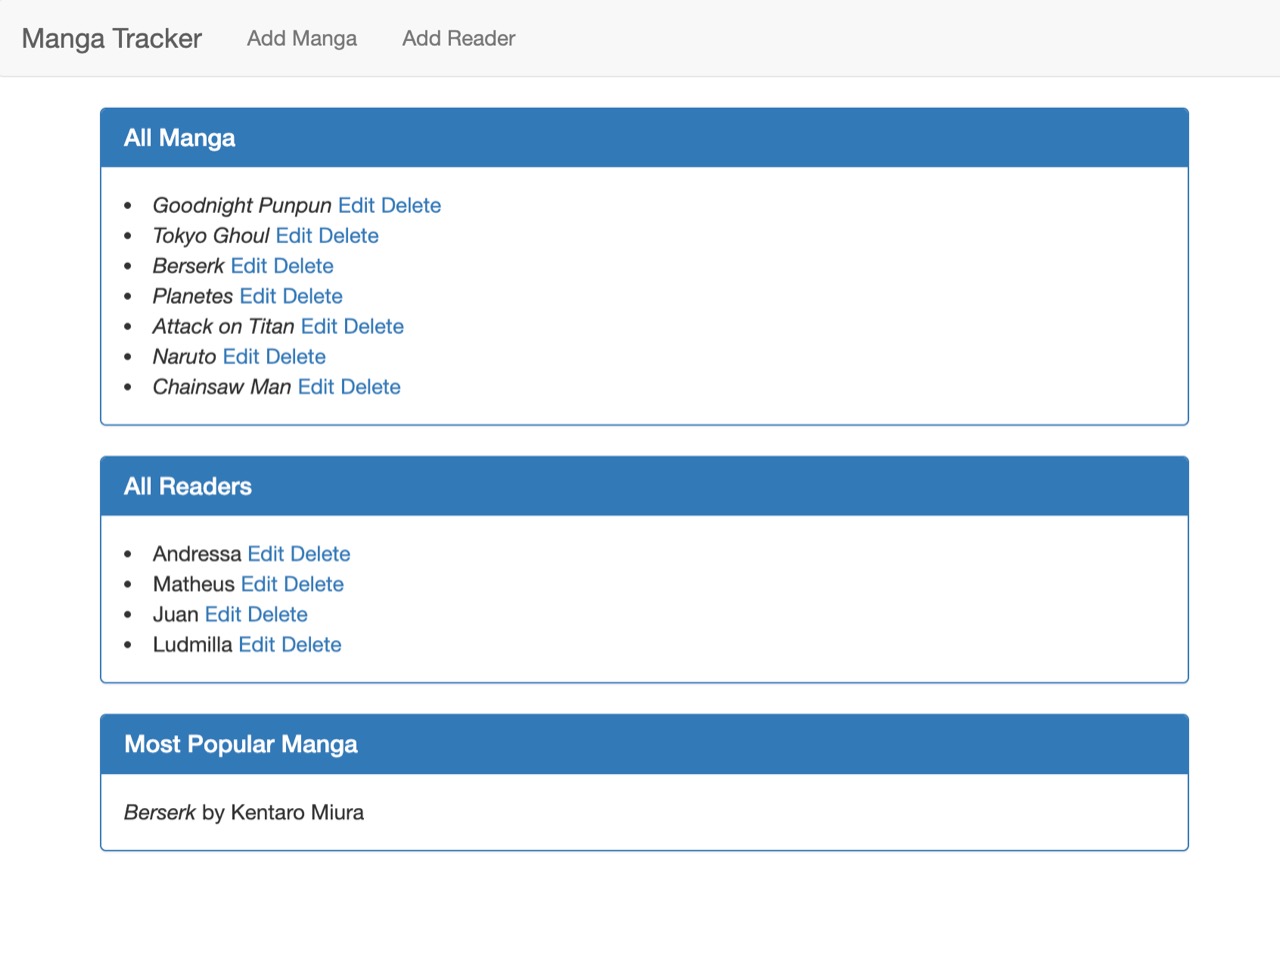 Manga Tracker Add Manga Add Reader
All Manga
• Goodnight Punpun Edit Delete
• Tokyo Ghoul Edit Delete
• Berserk Edit Delete
• Planetes Edit Delete
• Attack on Titan Edit Delete
• Naruto Edit Delete
• Chainsaw Man Edit Delete
All Readers
• Andressa Edit Delete
• Matheus Edit Delete
• Juan Edit Delete
• Ludmilla Edit Delete
Most Popular Manga
Berserk by Kentaro Miura